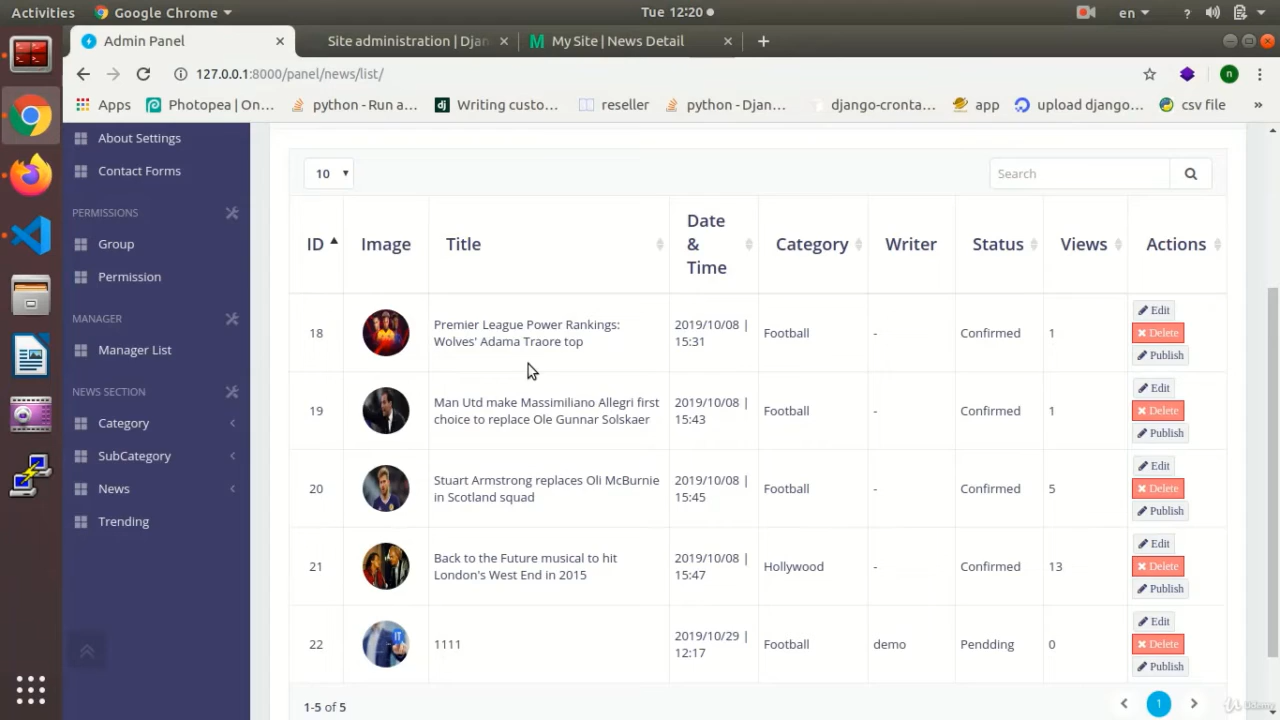 Activities
Google Chrome
Tue 12:20
en
?
Admin Panel
Site administration | Djan
M My Site | News Detail
127.0.0.1:8000/panel/news/list/
n
Apps
Photopea | On...
python - Run a...
dj Writing custo...
reseller
python - Djan...
django-cronta...
app
upload django...
csv file
»
About Settings
Contact Forms
PERMISSIONS
Group
Permission
MANAGER
Manager List
NEWS SECTION
Category
SubCategory
News
Trending
10
Search
ID
Image
Title
Date
&
Time
Category
Writer
Status
Views
Actions
18
Premier League Power Rankings:
Wolves' Adama Traore top
2019/10/08 |
15:31
Football
-
Confirmed
1
Edit
Delete
Publish
19
Man Utd make Massimiliano Allegri first
choice to replace Ole Gunnar Solskaer
2019/10/08 |
15:43
Football
-
Confirmed
1
Edit
Delete
Publish
20
Stuart Armstrong replaces Oli McBurnie
in Scotland squad
2019/10/08 |
15:45
Football
-
Confirmed
5
Edit
Delete
Publish
21
Back to the Future musical to hit
London's West End in 2015
2019/10/08 |
15:47
Hollywood
-
Confirmed
13
Edit
Delete
Publish
22
IT
1111
2019/10/29 |
12:17
Football
demo
Pendding
0
Edit
Delete
Publish
1-5 of 5
1
Udemy